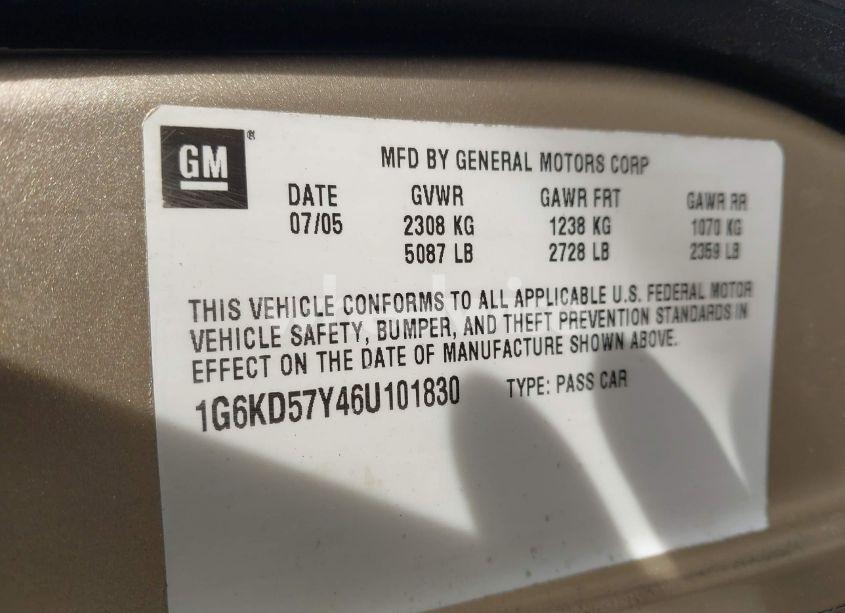 GM ®
MFD BY GENERAL MOTORS CORP
DATE GVWR GAWR FRT GAWR RR
07/05 2308 KG 1238 KG 1070 KG
5087 LB 2728 LB 2359 LB
THIS VEHICLE CONFORMS TO ALL APPLICABLE U.S. FEDERAL MOTOR
VEHICLE SAFETY, BUMPER, AND THEFT PREVENTION STANDARDS IN
EFFECT ON THE DATE OF MANUFACTURE SHOWN ABOVE.
1G6KD57Y46U101830 TYPE: PASS CAR